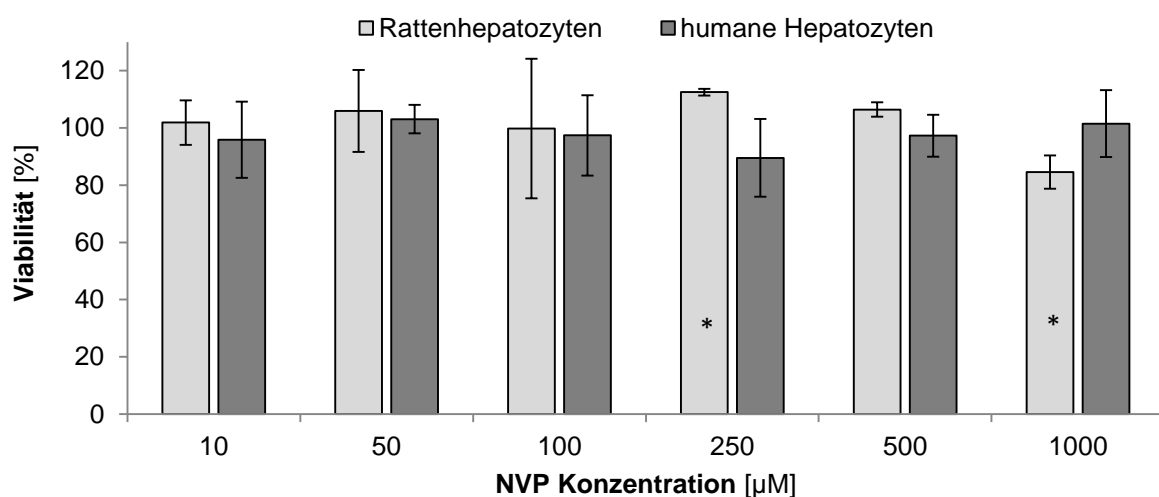 Rattenhepatozyten humane Hepatozyten
Viabilität [%]
120
100
80
60
40
20
0
* *
10 50 100 250 500 1000
NVP Konzentration [µM]